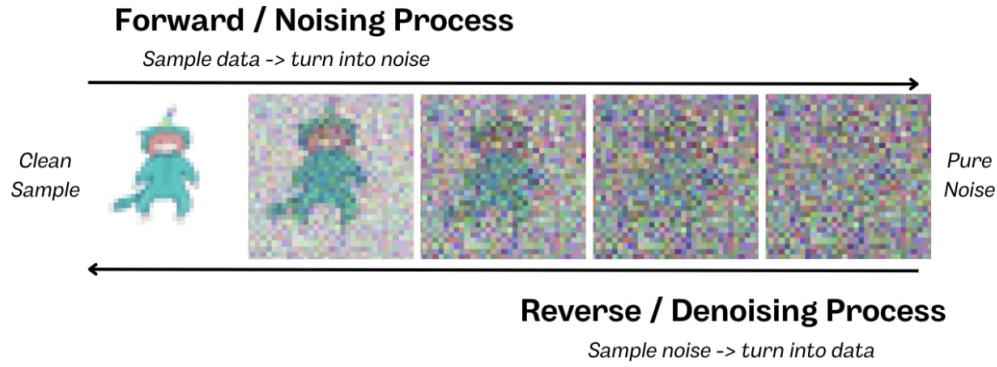 Forward / Noising Process
Sample data -> turn into noise
Clean
Sample
Pure
Noise
Reverse / Denoising Process
Sample noise -> turn into data